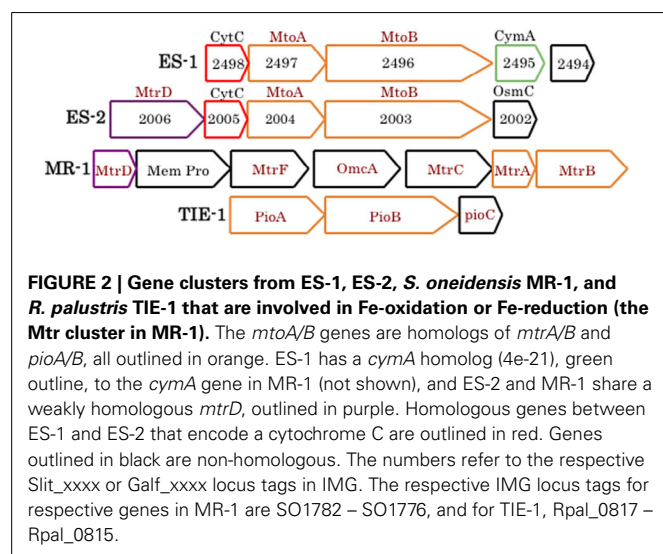 CytC MtoA MtoB CymA
ES-1 2498 2497 2496 2495 2494
MtrD CytC MtoA MtoB OsmC
ES-2 2006 2005 2004 2003 2002
MR-1 MtrD Mem Pro MtrF OmcA MtrC MtrA MtrB
TIE-1 PioA PioB pioC
FIGURE 2 | Gene clusters from ES-1, ES-2, S. oneidensis MR-1, and
R. palustris TIE-1 that are involved in Fe-oxidation or Fe-reduction (the
Mtr cluster in MR-1). The mtoA/B genes are homologs of mtrA/B and
pioA/B, all outlined in orange. ES-1 has a cymA homolog (4e-21), green
outline, to the cymA gene in MR-1 (not shown), and ES-2 and MR-1 share a
weakly homologous mtrD, outlined in purple. Homologous genes between
ES-1 and ES-2 that encode a cytochrome C are outlined in red. Genes
outlined in black are non-homologous. The numbers refer to the respective
Slit_xxxx or Galf_xxxx locus tags in IMG. The respective IMG locus tags for
respective genes in MR-1 are SO1782 – SO1776, and for TIE-1, Rpal_0817 –
Rpal_0815.